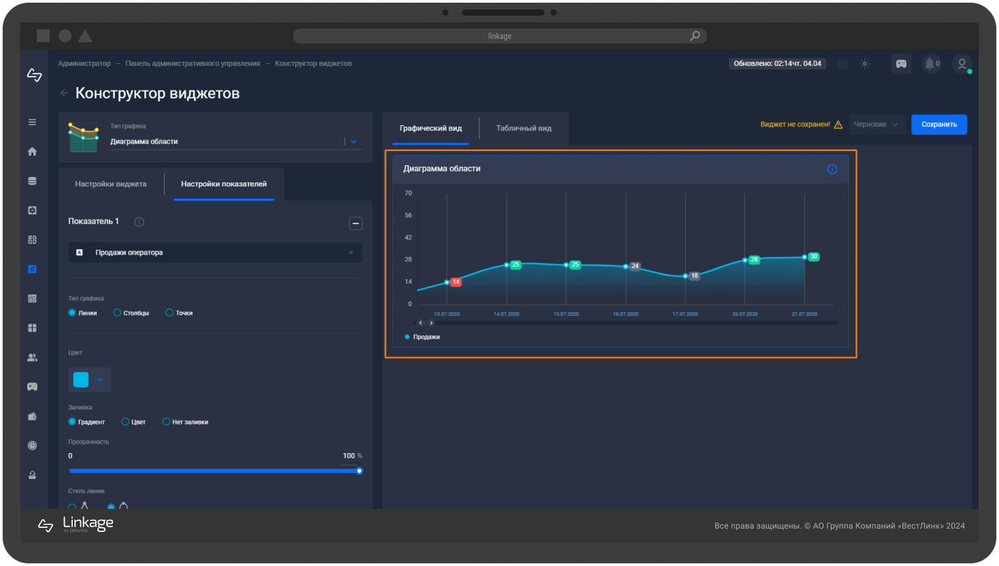 linkage
Администратор – Панель административного управления – Конструктор виджетов
Обновлено: 02:14чт. 04.04
0
Конструктор виджетов
Тип графика
Диаграмма области
Настройки виджета
Настройки показателей
Показатель 1
A
Продажи оператора
Тип графика
Линии
Столбцы
Точки
Цвет
Заливка
Градиент
Цвет
Нет заливки
Прозрачность
0
100 %
Стиль линии
Графический вид
Табличный вид
Виджет не сохранен!
Черновик
Сохранить
Диаграмма области
70
56
42
28
14
0
14
25
25
24
18
28
30
13.07.2020
14.07.2020
15.07.2020
16.07.2020
17.07.2020
20.07.2020
21.07.2020
Продажи
Linkage
AI DRIVEN
Все права защищены. © АО Группа Компаний «ВестЛинк» 2024